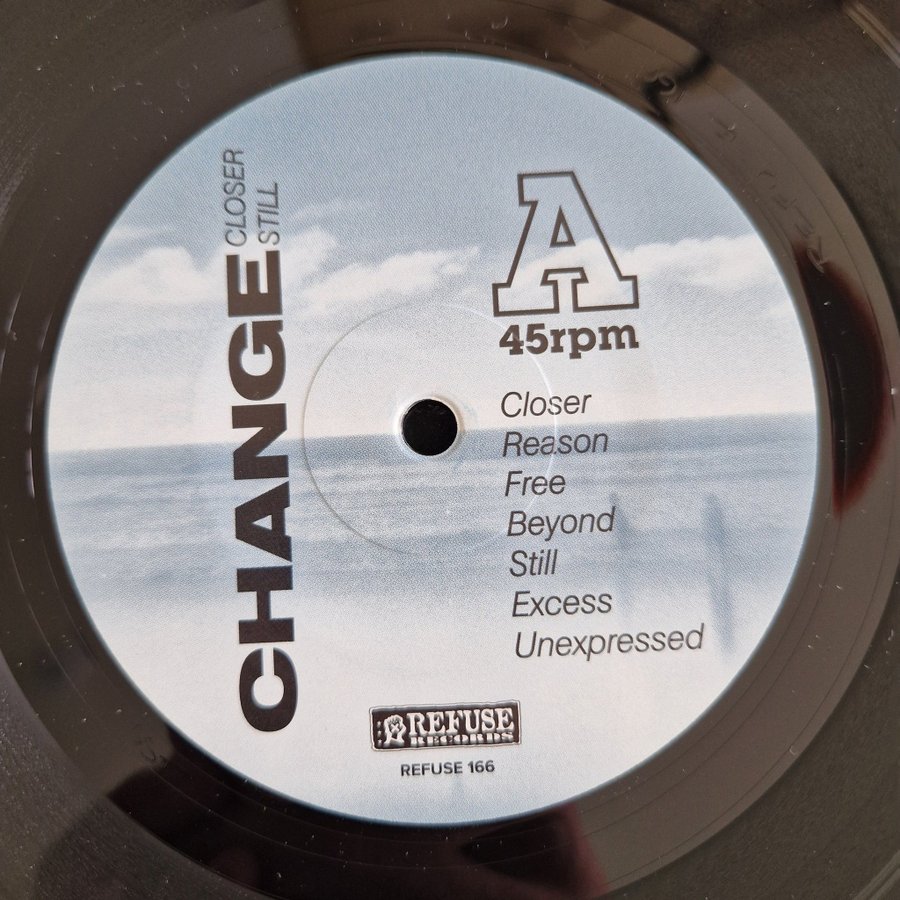 CHANGE
CLOSER
STILL
A
45rpm
Closer
Reason
Free
Beyond
Still
Excess
Unexpressed
REFUSE
RECORDS
REFUSE 166